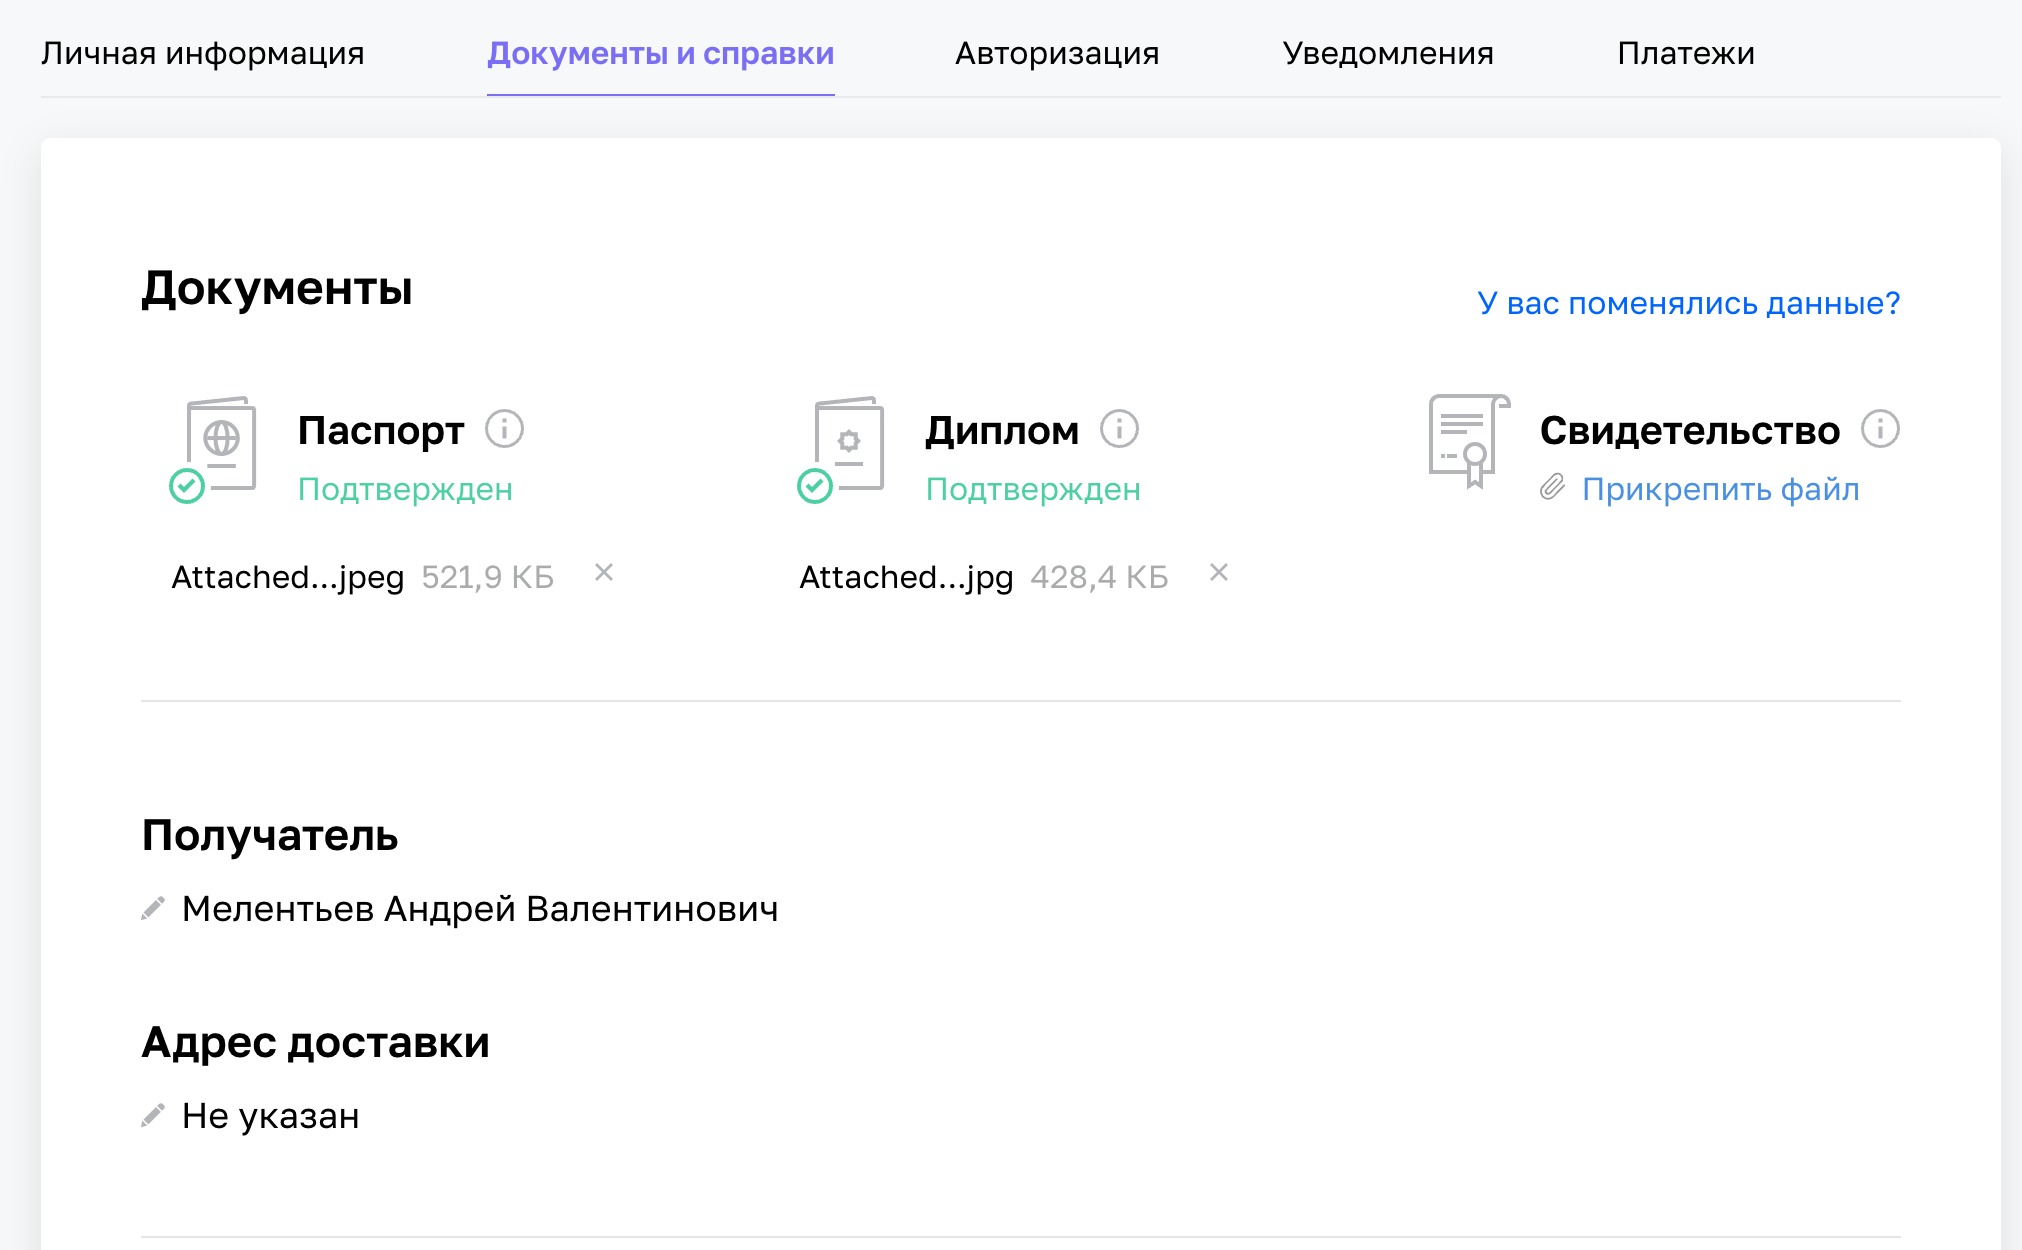 Личная информация Документы и справки Авторизация Уведомления Платежи
Документы
У вас поменялись данные?
Паспорт Диплом Свидетельство
Подтвержден Подтвержден Прикрепить файл
Attached...jpeg 521,9 КБ Attached...jpg 428,4 КБ
Получатель
Мелентьев Андрей Валентинович
Адрес доставки
Не указан